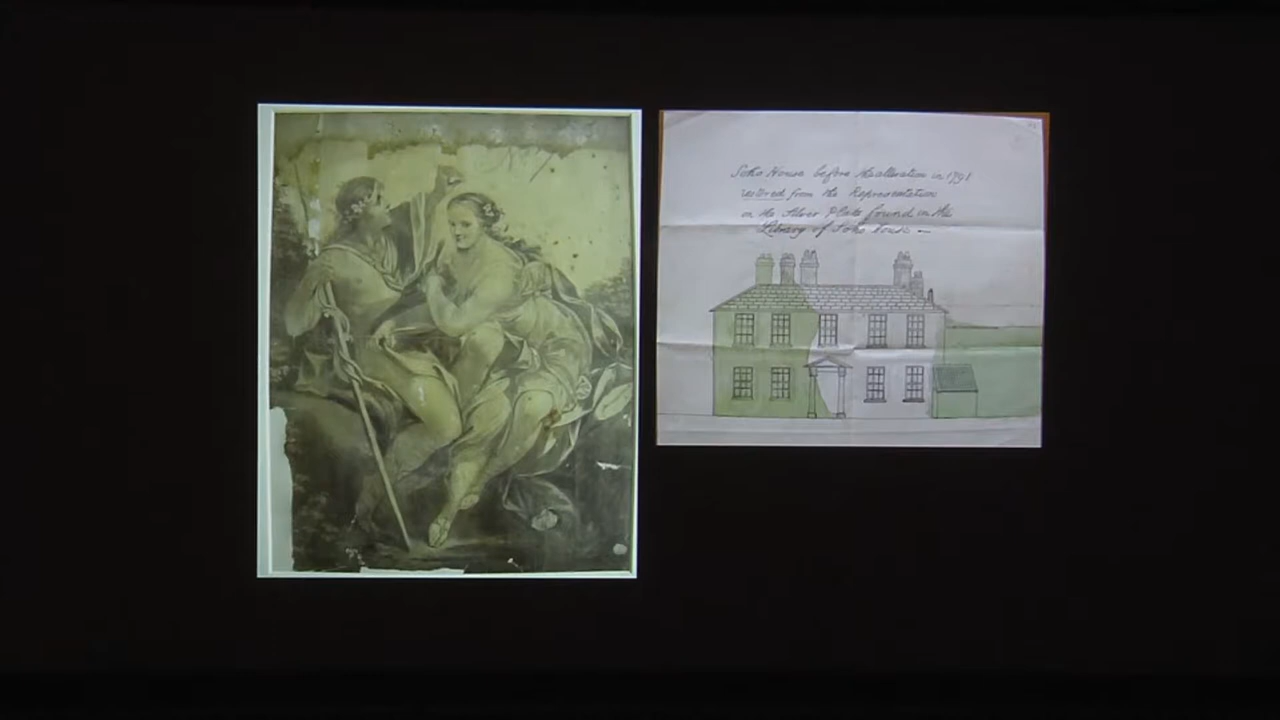 Soho House before its alteration in 1791
restored from the Representation
on the Silver Plate found in the
Library of Soho House —